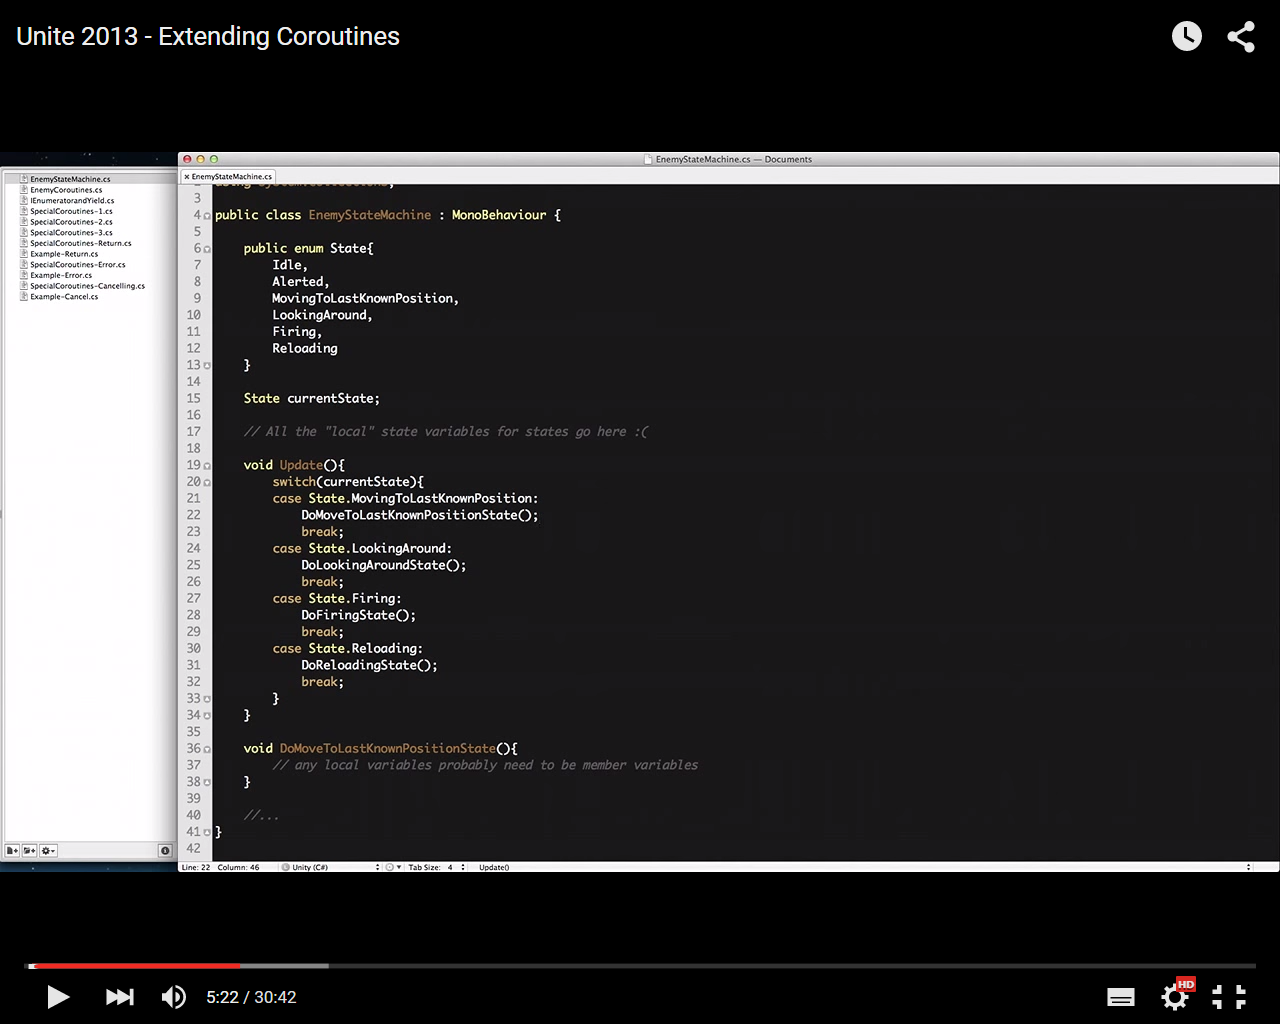 Unite 2013 - Extending Coroutines
EnemyStateMachine.cs — Documents
EnemyStateMachine.cs
EnemyCoroutines.cs
IEnumeratorandYield.cs
SpecialCoroutines-1.cs
SpecialCoroutines-2.cs
SpecialCoroutines-3.cs
SpecialCoroutines-Return.cs
Example-Return.cs
SpecialCoroutines-Error.cs
Example-Error.cs
SpecialCoroutines-Cancelling.cs
Example-Cancel.cs
EnemyStateMachine.cs
2 using System.Collections;
3
4 public class EnemyStateMachine : MonoBehaviour {
5
6 public enum State{
7 Idle,
8 Alerted,
9 MovingToLastKnownPosition,
10 LookingAround,
11 Firing,
12 Reloading
13 }
14
15 State currentState;
16
17 // All the "local" state variables for states go here :(
18
19 void Update(){
20 switch(currentState){
21 case State.MovingToLastKnownPosition:
22 DoMoveToLastKnownPositionState();
23 break;
24 case State.LookingAround:
25 DoLookingAroundState();
26 break;
27 case State.Firing:
28 DoFiringState();
29 break;
30 case State.Reloading:
31 DoReloadingState();
32 break;
33 }
34 }
35
36 void DoMoveToLastKnownPositionState(){
37 // any local variables probably need to be member variables
38 }
39
40 //...
41 }
42
Line: 22 Column: 46 Unity (C#) Tab Size: 4 Update()
5:22 / 30:42
HD